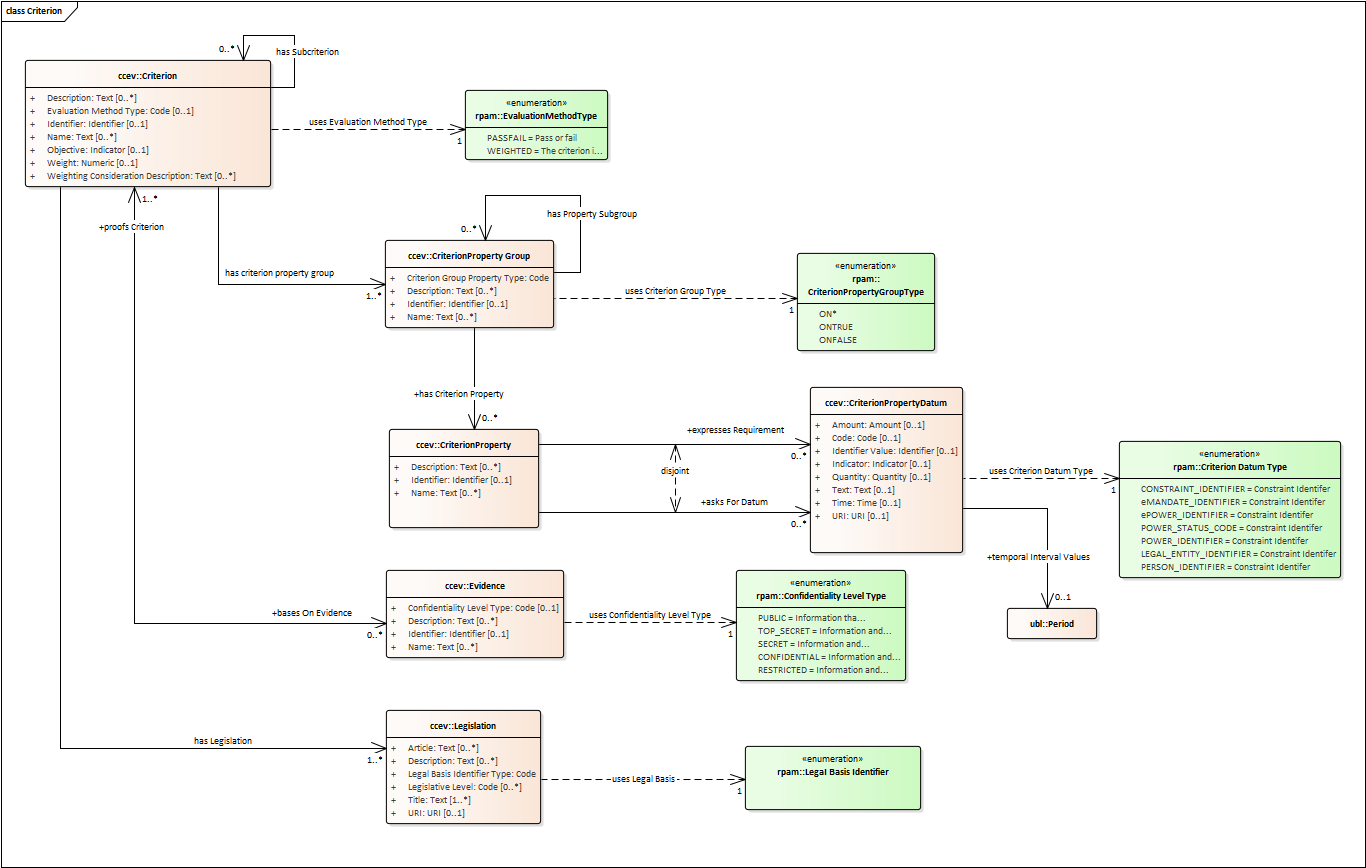 class Criterion
0..*
has Subcriterion
ccev::Criterion
+ Description: Text [0..*]
+ Evaluation Method Type: Code [0..1]
+ Identifier: Identifier [0..1]
+ Name: Text [0..*]
+ Objective: Indicator [0..1]
+ Weight: Numeric [0..1]
+ Weighting Consideration Description: Text [0..*]
uses Evaluation Method Type
1
«enumeration»
rpam::EvaluationMethodType
PASSFAIL = Pass or fail
WEIGHTED = The criterion i...
1..*
+proofs Criterion
has criterion property group
1..*
0..*
has Property Subgroup
ccev::CriterionProperty Group
+ Criterion Group Property Type: Code
+ Description: Text [0..*]
+ Identifier: Identifier [0..1]
+ Name: Text [0..*]
uses Criterion Group Type
1
«enumeration»
rpam::
CriterionPropertyGroupType
ON*
ONTRUE
ONFALSE
+has Criterion Property
0..*
ccev::CriterionProperty
+ Description: Text [0..*]
+ Identifier: Identifier [0..1]
+ Name: Text [0..*]
+expresses Requirement
0..*
disjoint
+asks For Datum
0..*
ccev::CriterionPropertyDatum
+ Amount: Amount [0..1]
+ Code: Code [0..1]
+ Identifier Value: Identifier [0..1]
+ Indicator: Indicator [0..1]
+ Quantity: Quantity [0..1]
+ Text: Text [0..1]
+ Time: Time [0..1]
+ URI: URI [0..1]
uses Criterion Datum Type
1
«enumeration»
rpam::Criterion Datum Type
CONSTRAINT_IDENTIFIER = Constraint Identifer
eMANDATE_IDENTIFIER = Constraint Identifer
ePOWER_IDENTIFIER = Constraint Identifer
POWER_STATUS_CODE = Constraint Identifer
POWER_IDENTIFIER = Constraint Identifer
LEGAL_ENTITY_IDENTIFIER = Constraint Identifer
PERSON_IDENTIFIER = Constraint Identifer
+temporal Interval Values
0..1
ubl::Period
+bases On Evidence
0..*
ccev::Evidence
+ Confidentiality Level Type: Code [0..1]
+ Description: Text [0..*]
+ Identifier: Identifier [0..1]
+ Name: Text [0..*]
uses Confidentiality Level Type
1
«enumeration»
rpam::Confidentiality Level Type
PUBLIC = Information tha...
TOP_SECRET = Information and...
SECRET = Information and...
CONFIDENTIAL = Information and...
RESTRICTED = Information and...
has Legislation
1..*
ccev::Legislation
+ Article: Text [0..*]
+ Description: Text [0..*]
+ Legal Basis Identifier Type: Code
+ Legislative Level: Code [0..*]
+ Title: Text [1..*]
+ URI: URI [0..1]
uses Legal Basis
1
«enumeration»
rpam::Legal Basis Identifier